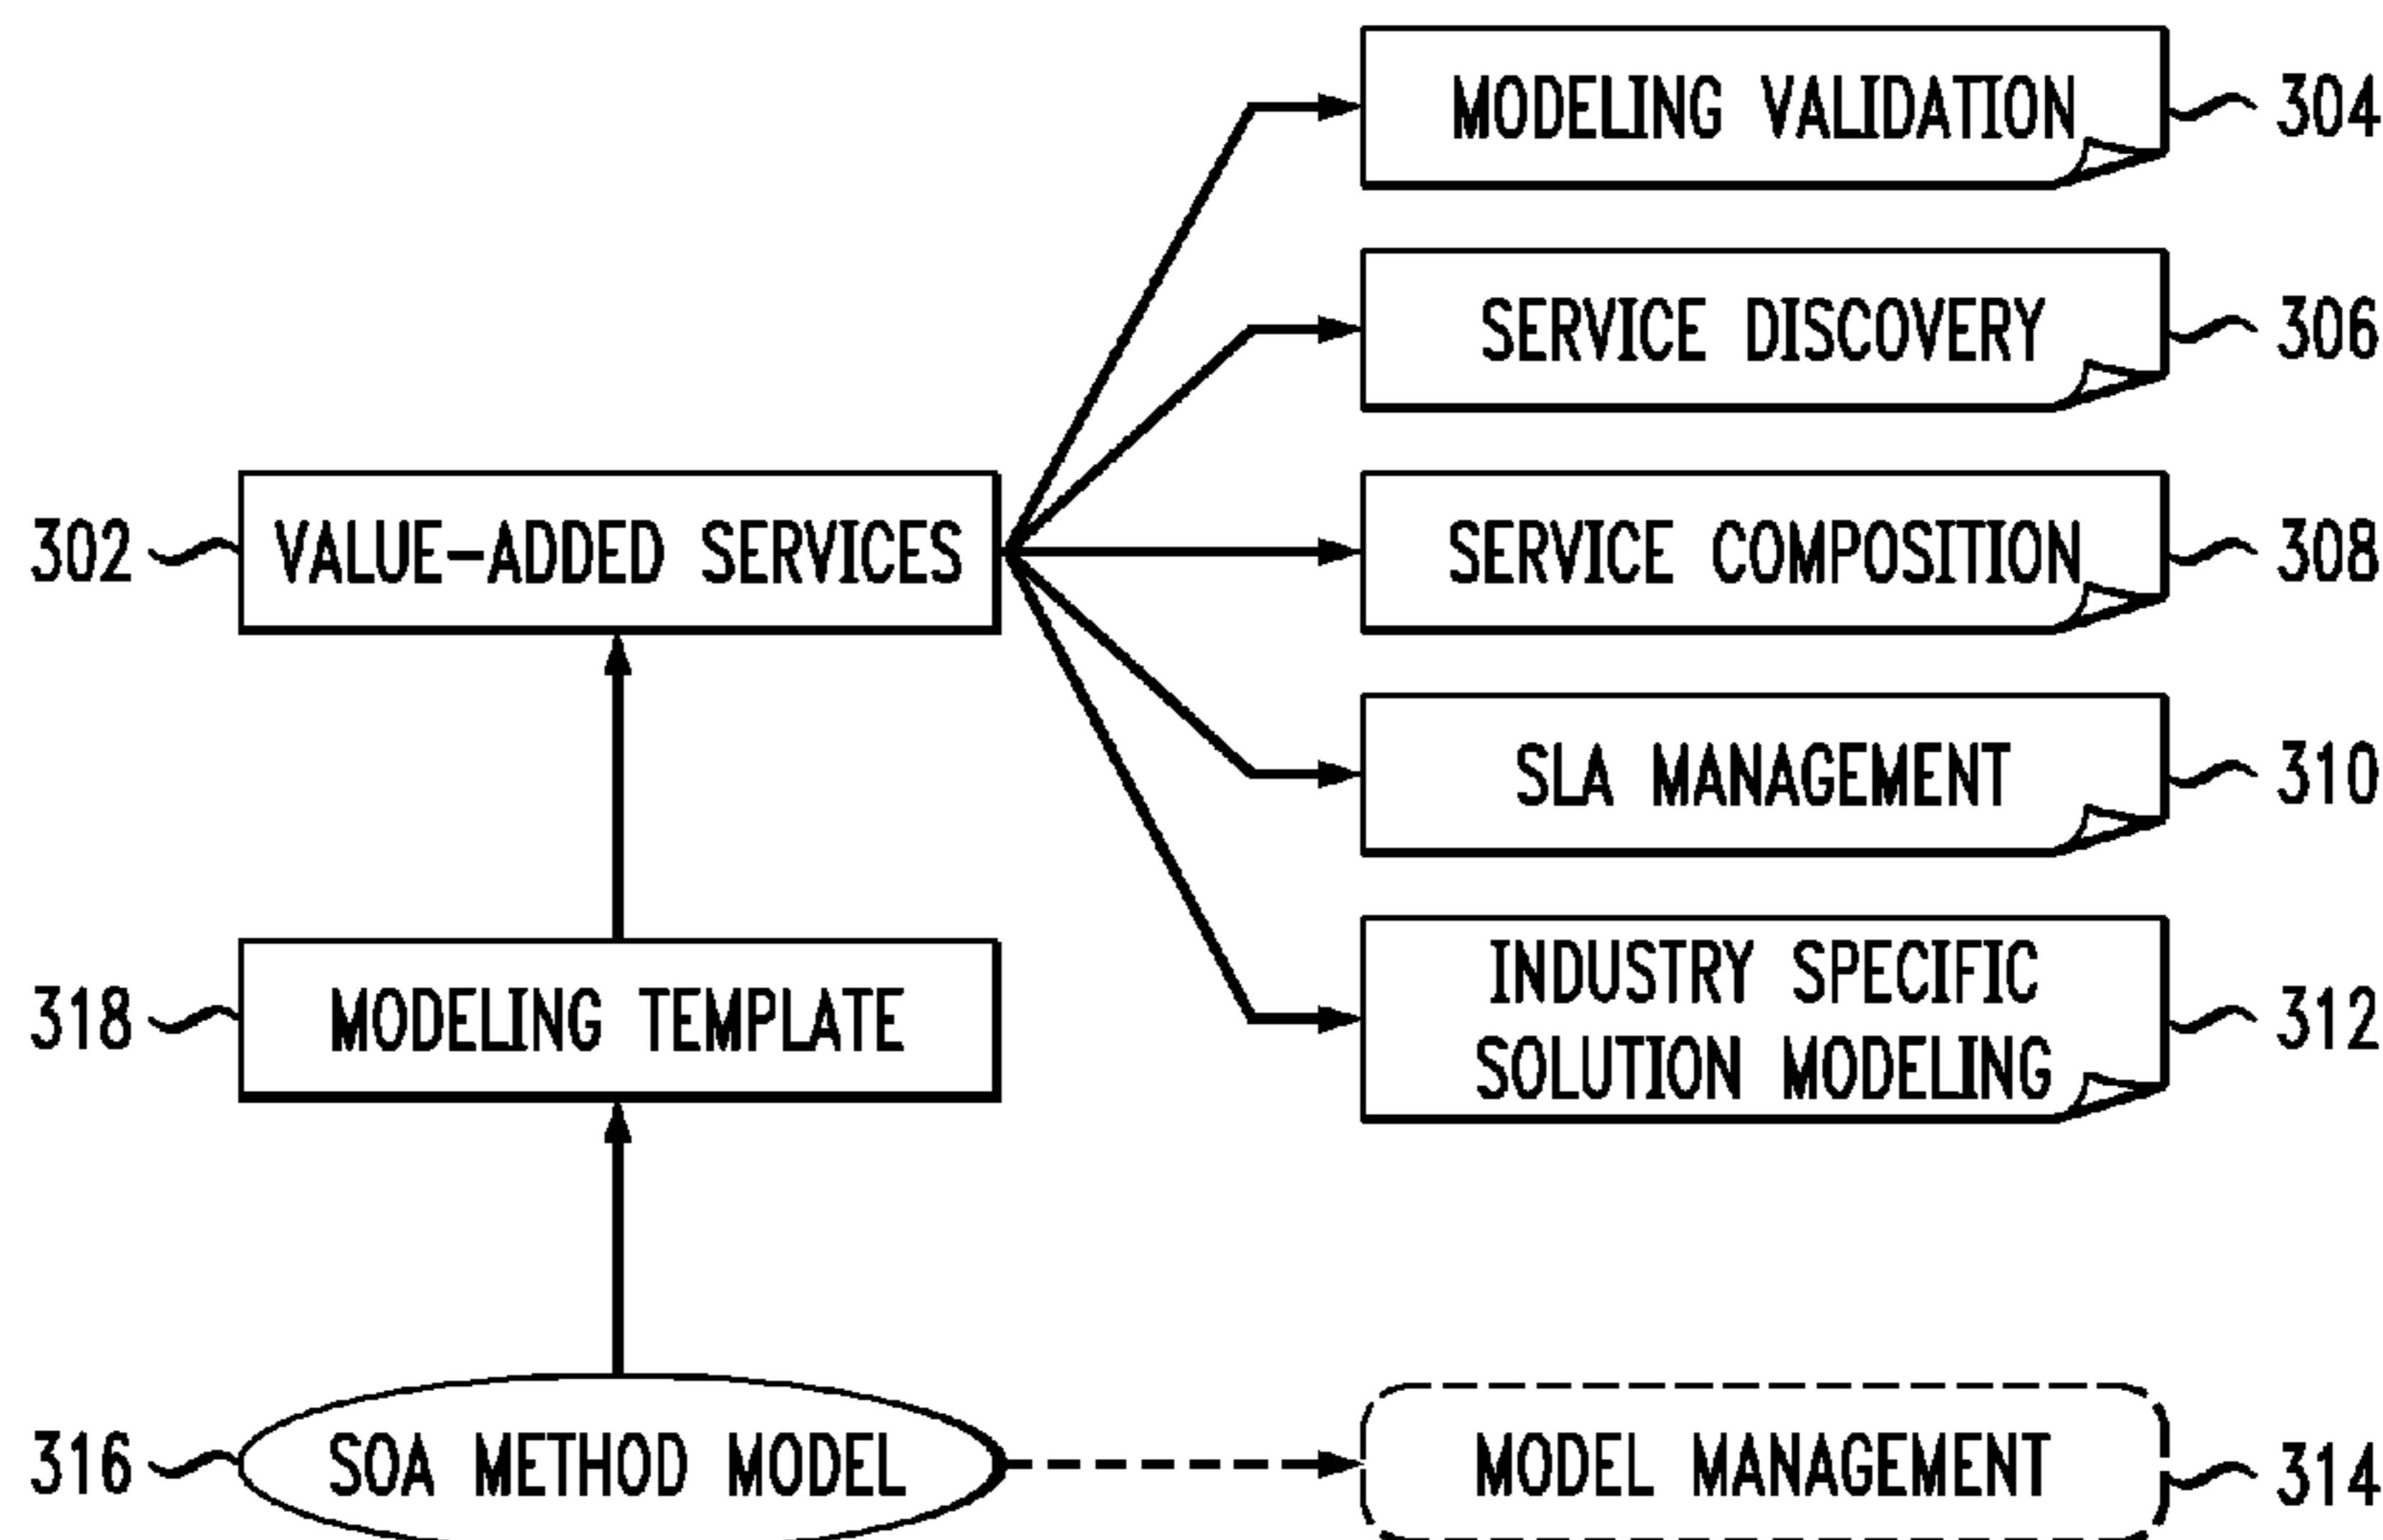 MODELING VALIDATION 304
SERVICE DISCOVERY 306
302 VALUE-ADDED SERVICES
SERVICE COMPOSITION 308
SLA MANAGEMENT 310
318 MODELING TEMPLATE
INDUSTRY SPECIFIC
SOLUTION MODELING 312
316 SOA METHOD MODEL
MODEL MANAGEMENT 314